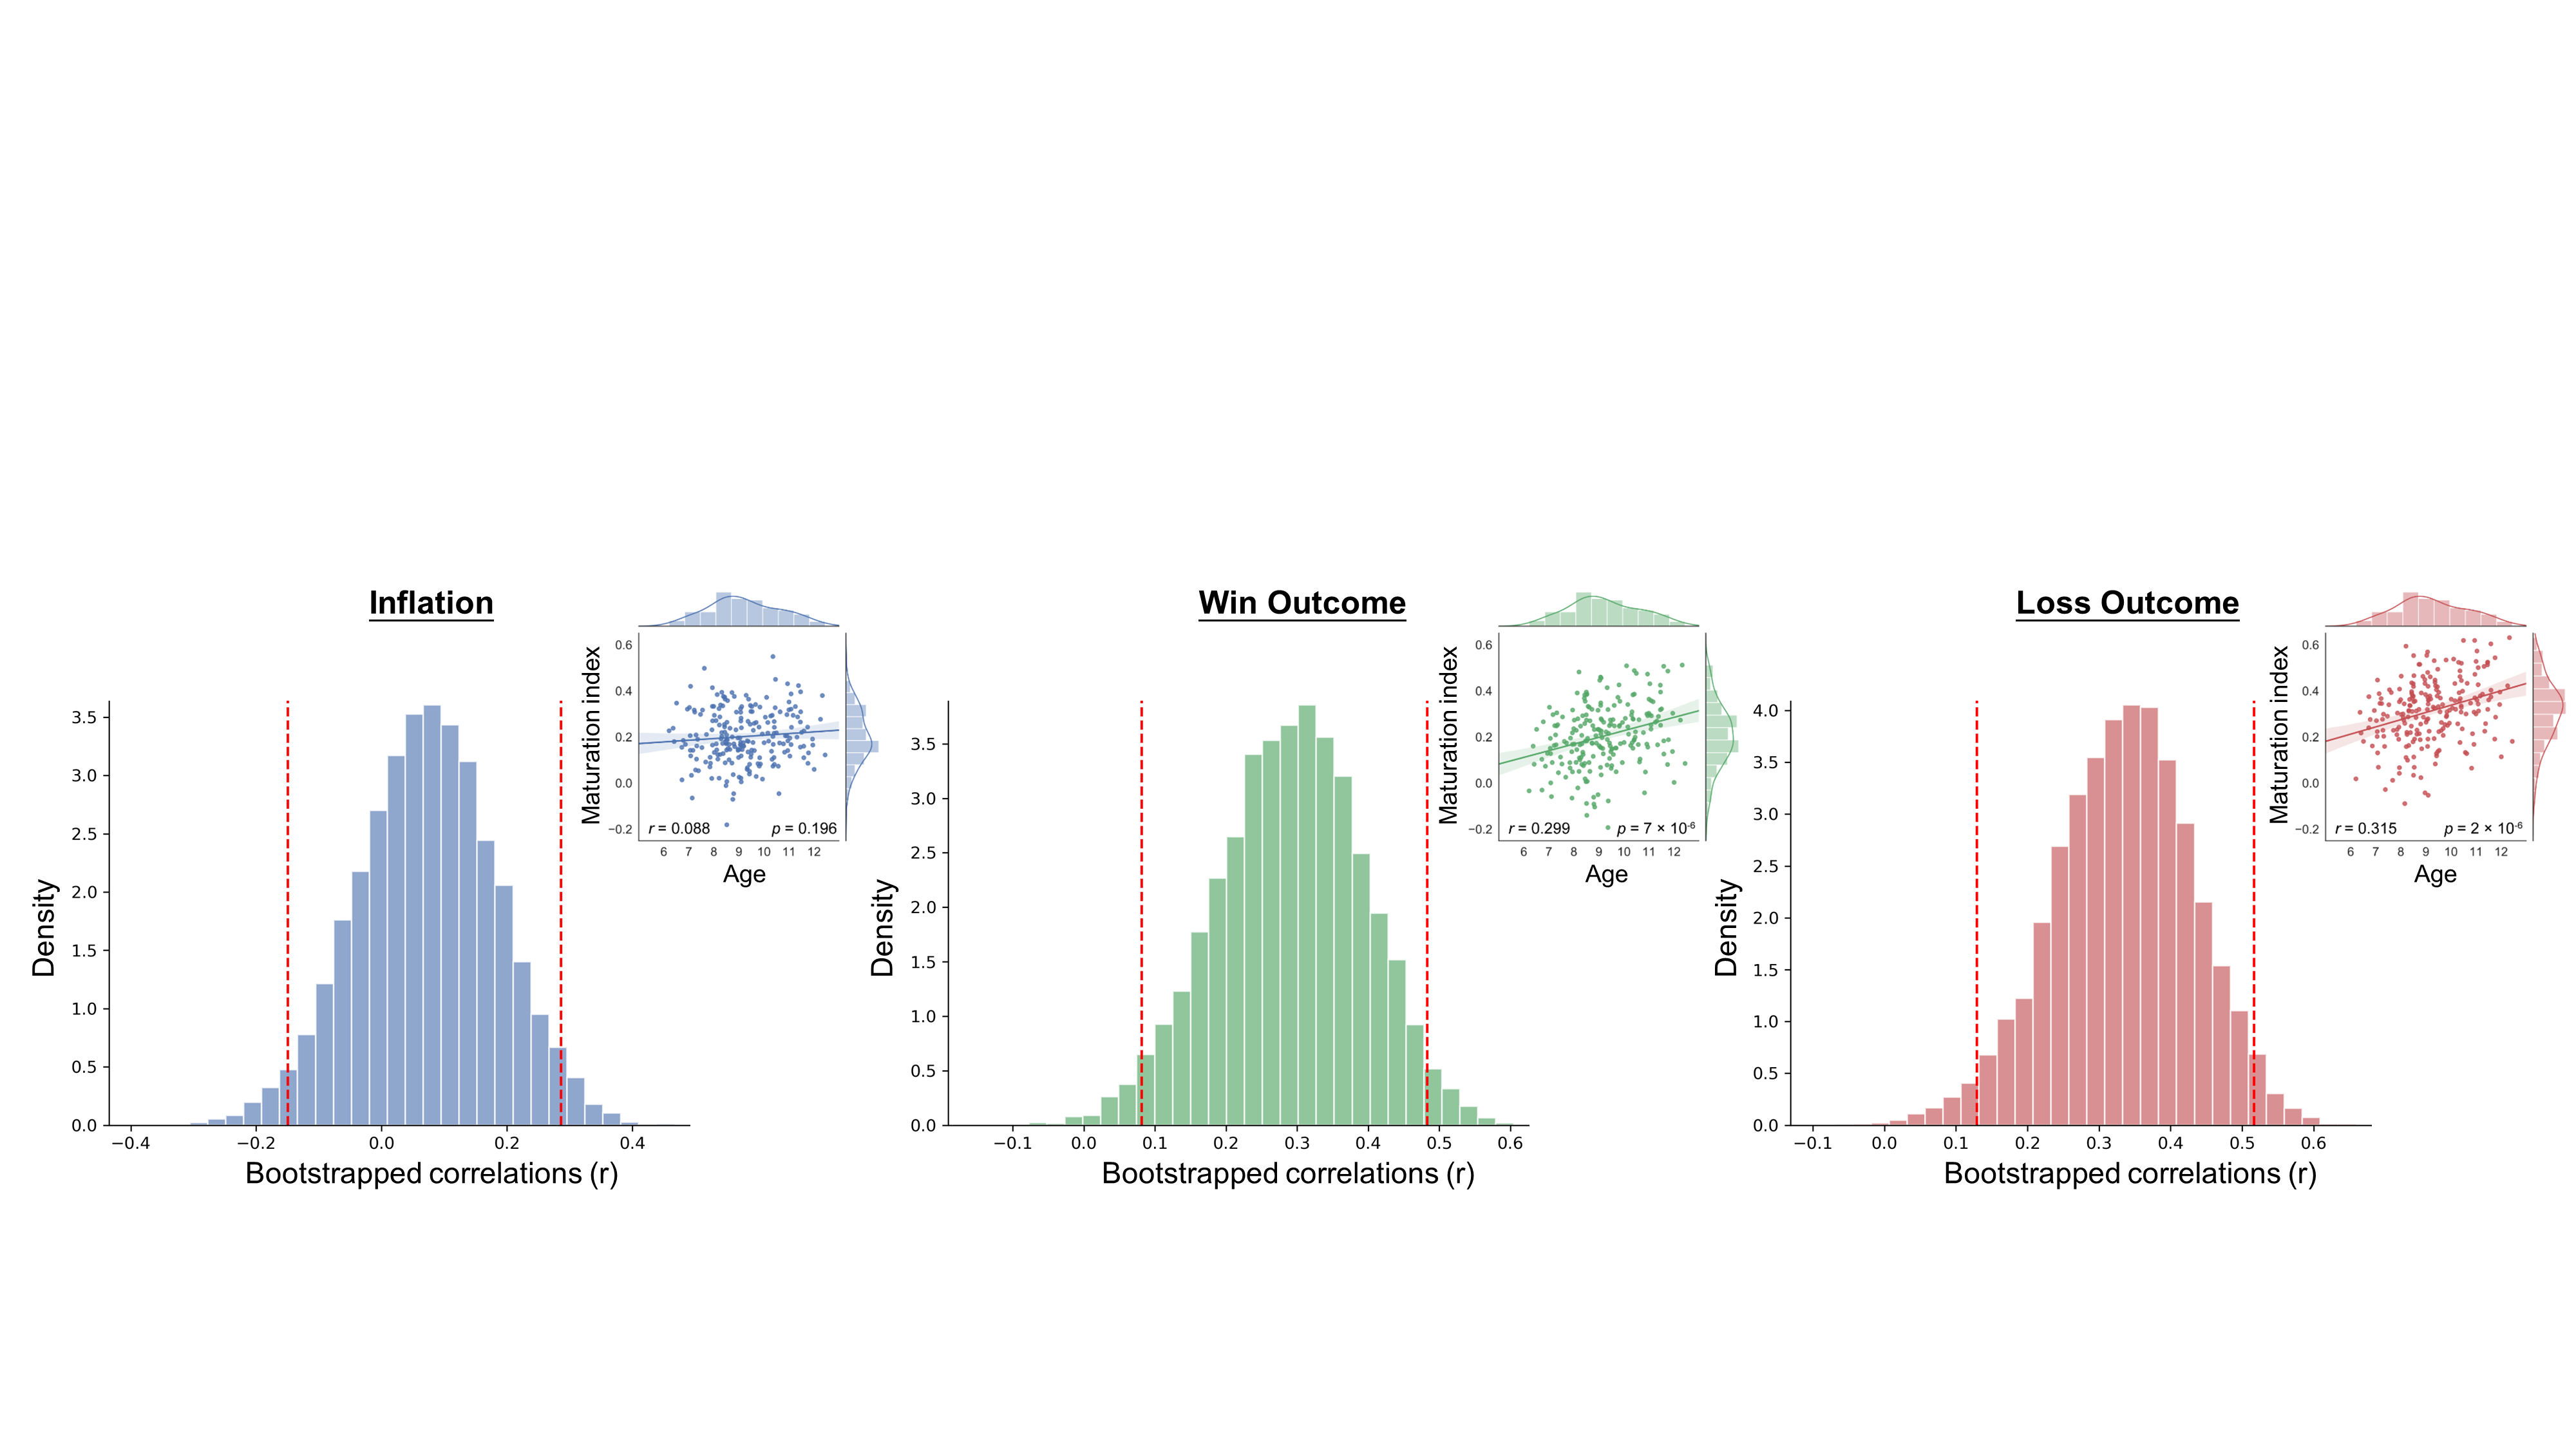 Inflation
Density
3.5
3.0
2.5
2.0
1.5
1.0
0.5
0.0
−0.4 −0.2 0.0 0.2 0.4
Bootstrapped correlations (r)
Maturation index
0.6
0.4
0.2
0.0
−0.2
r = 0.088 p = 0.196
6 7 8 9 10 11 12
Age
Win Outcome
Density
3.5
3.0
2.5
2.0
1.5
1.0
0.5
0.0
−0.1 0.0 0.1 0.2 0.3 0.4 0.5 0.6
Bootstrapped correlations (r)
Maturation index
0.6
0.4
0.2
0.0
−0.2
r = 0.299 p = 7 × 10⁻⁶
6 7 8 9 10 11 12
Age
Loss Outcome
Density
4.0
3.5
3.0
2.5
2.0
1.5
1.0
0.5
0.0
−0.1 0.0 0.1 0.2 0.3 0.4 0.5 0.6
Bootstrapped correlations (r)
Maturation index
0.6
0.4
0.2
0.0
−0.2
r = 0.315 p = 2 × 10⁻⁶
6 7 8 9 10 11 12
Age